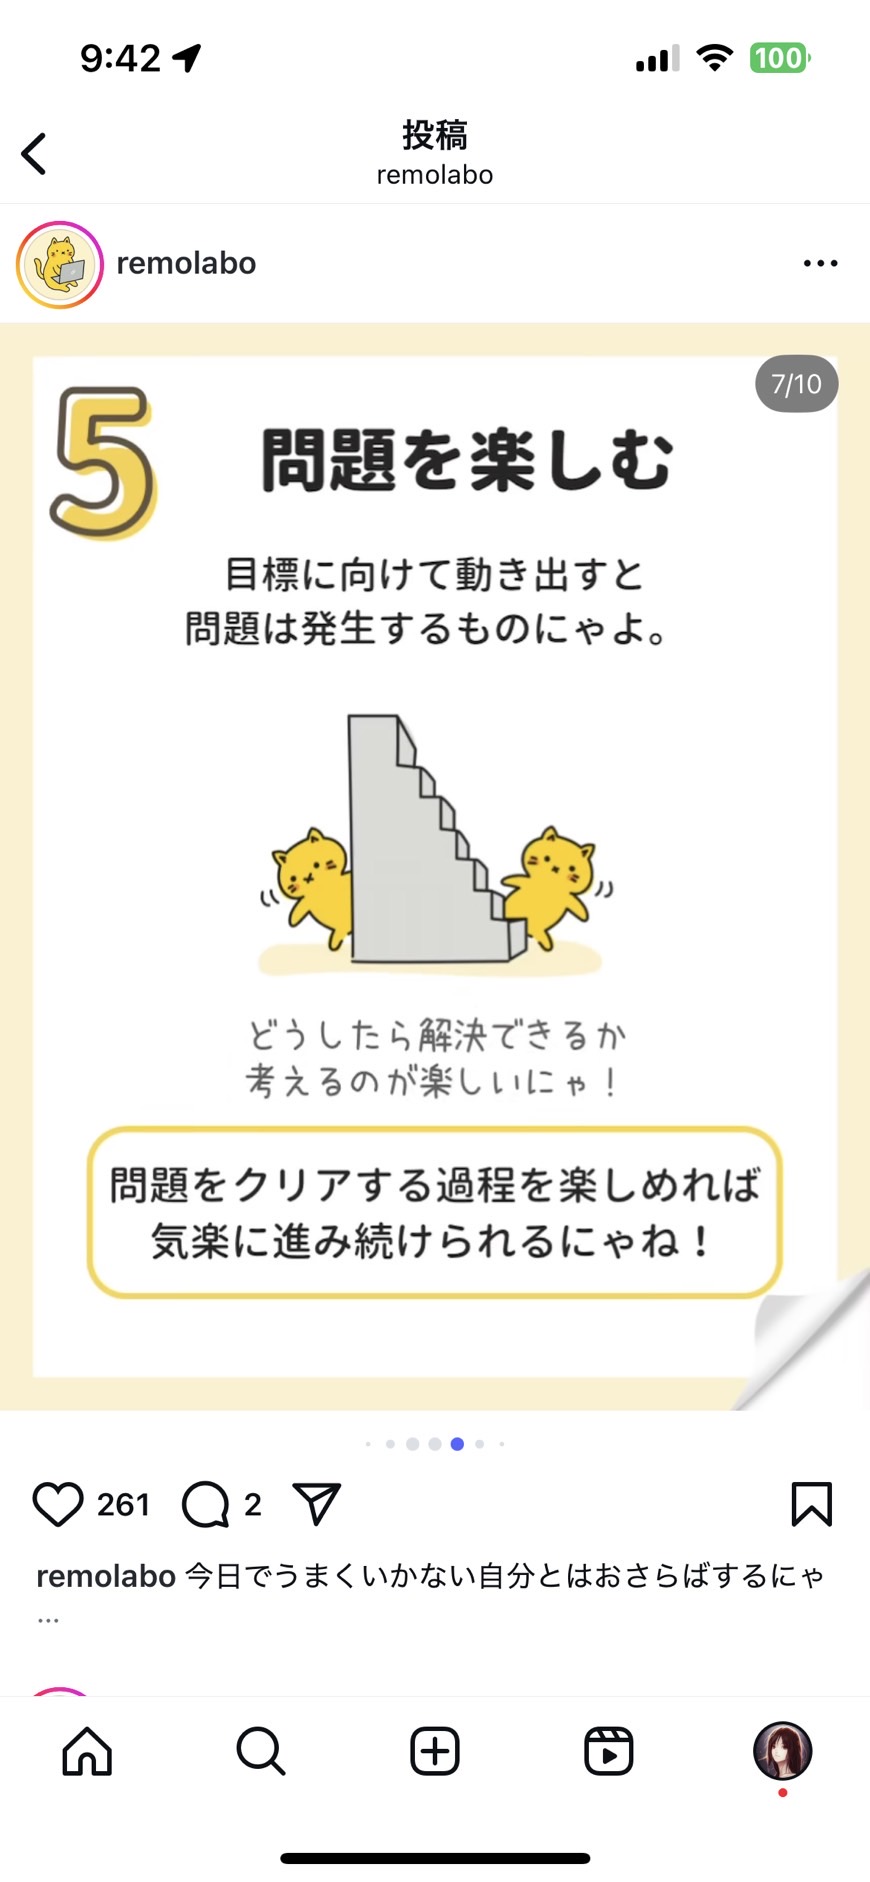 9:42
100
投稿
remolabo
remolabo
7/10
5
問題を楽しむ
目標に向けて動き出すと
問題は発生するものにゃよ。
どうしたら解決できるか
考えるのが楽しいにゃ！
問題をクリアする過程を楽しめれば
気楽に進み続けられるにゃね！
261
2
remolabo 今日でうまくいかない自分とはおさらばするにゃ
...